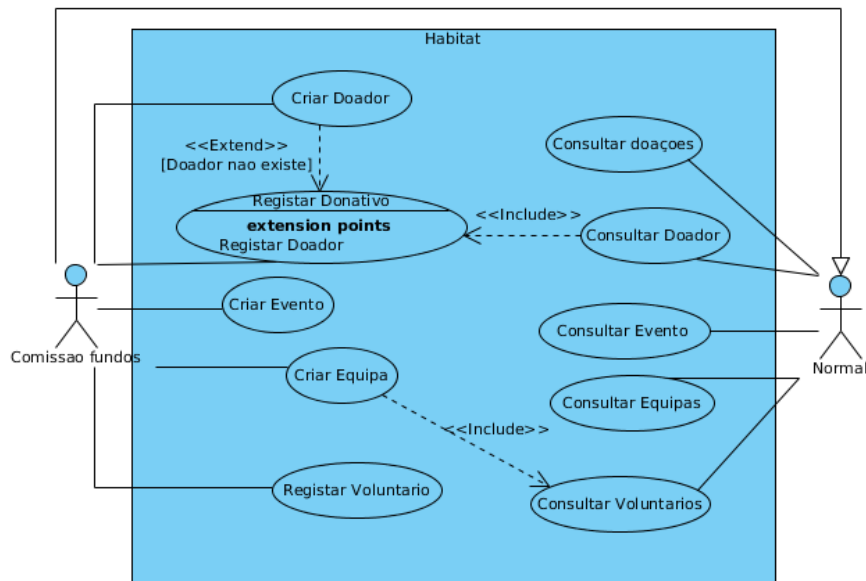 Habitat
Criar Doador
<<Extend>>
[Doador nao existe]
Consultar doaçoes
Registar Donativo
extension points
Registar Doador
<<Include>>
Consultar Doador
Criar Evento
Consultar Evento
Comissao fundos
Normal
Criar Equipa
Consultar Equipas
<<Include>>
Registar Voluntario
Consultar Voluntarios